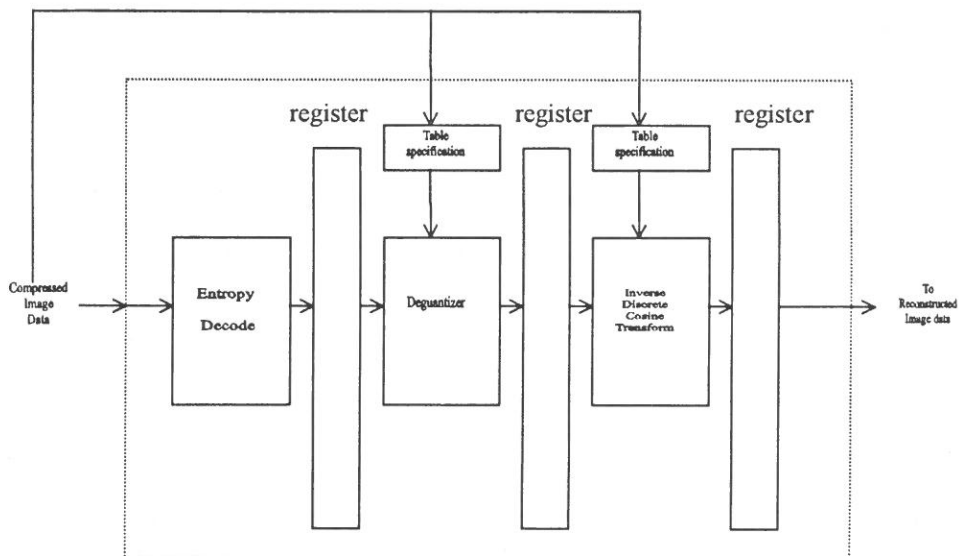 register
register
register
Table
specification
Table
specification
Compressed
Image
Data
Entropy
Decode
Deguantizer
Inverse
Discrete
Cosine
Transform
To
Reconstructed
Image data